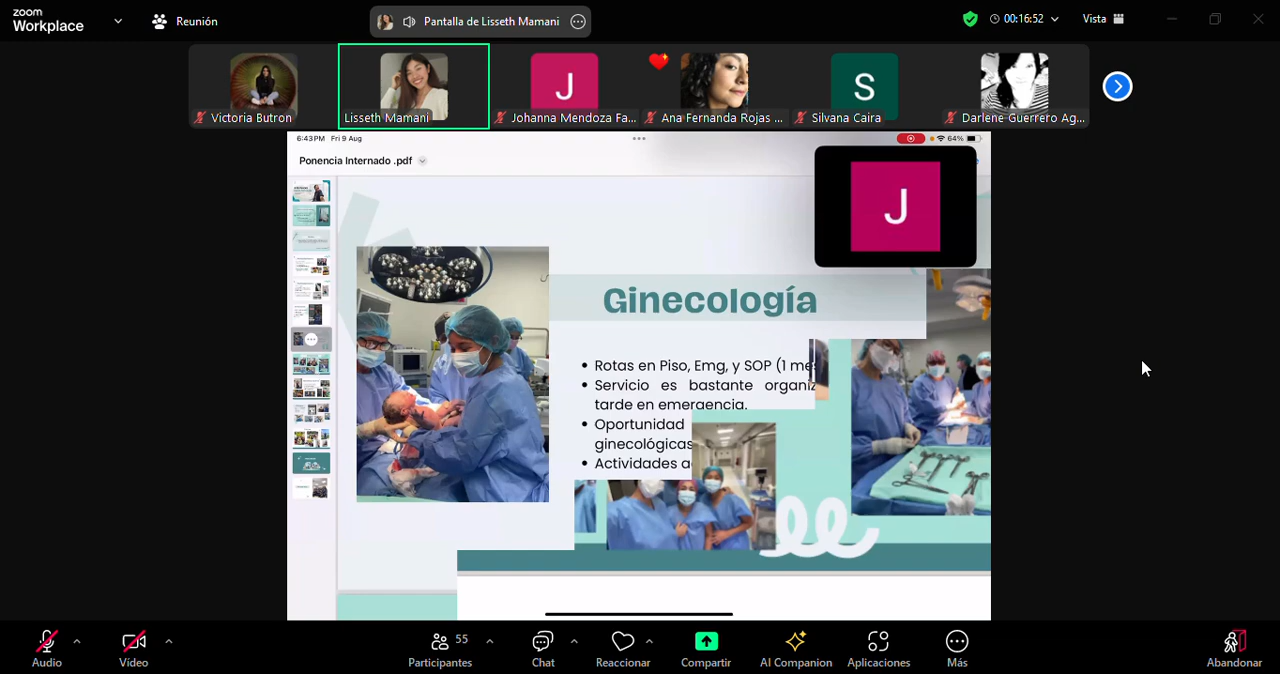 zoom
Workplace
Reunión
Pantalla de Lisseth Mamani
00:16:52
Vista
Victoria Butron
Lisseth Mamani
J
Johanna Mendoza Fa...
Ana Fernanda Rojas ...
S
Silvana Caira
Darlene Guerrero Ag...
6:43 PM Fri 9 Aug
64%
Ponencia Internado .pdf
J
Ginecología
• Rotas en Piso, Emg, y SOP (1 me
• Servicio es bastante organiz
tarde en emergencia.
• Oportunidad
ginecológicas
• Actividades a
Audio
Vídeo
55
Participantes
Chat
Reaccionar
Compartir
AI Companion
Aplicaciones
Más
Abandonar